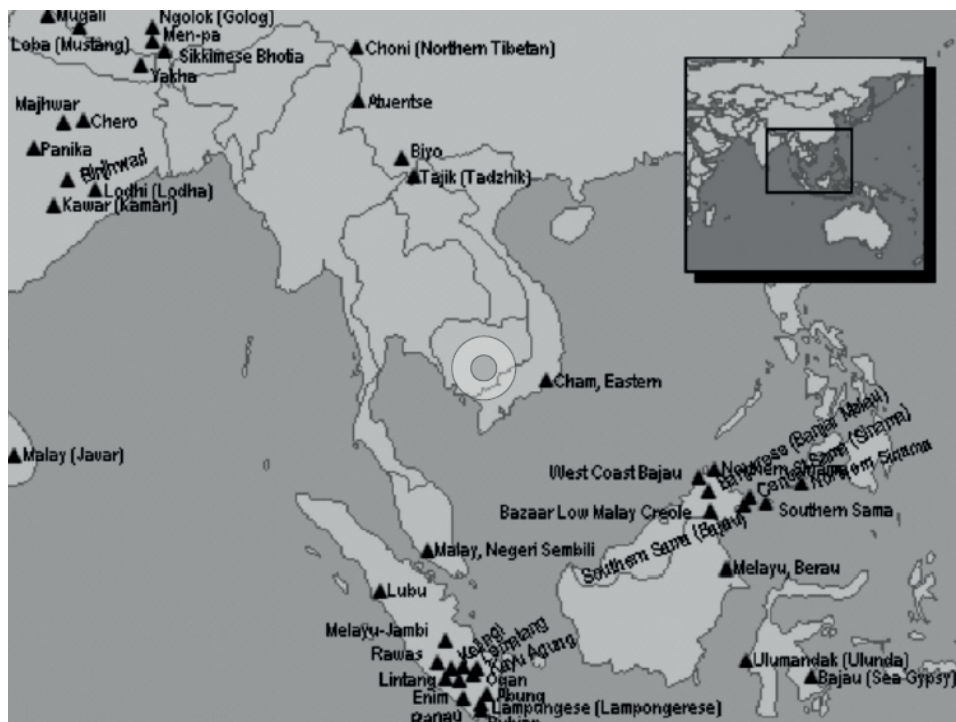 Mugali
Ngolok (Golog)
Loba (Mustang)
Men-pa
Choni (Northern Tibetan)
Sikkimese Bhotia
Yakha
Majhwar
Atuentse
Chero
Panika
Biyo
Tajik (Tadzhik)
Lodhi (Lodha)
Kawar (Kamari)
Cham, Eastern
Malay (Javar)
West Coast Bajau
Northern Sinama
Southern Sama
Bazaar Low Malay Creole
Southern Sama (Bajau)
Malay, Negeri Sembili
Melayu, Berau
Lubu
Melayu-Jambi
Rawas
Kayu Agung
Ulumandak (Ulunda)
Lintang
Ogan
Bajau (Sea Gypsy)
Enim
Abung
Lampungese (Lampongerese)